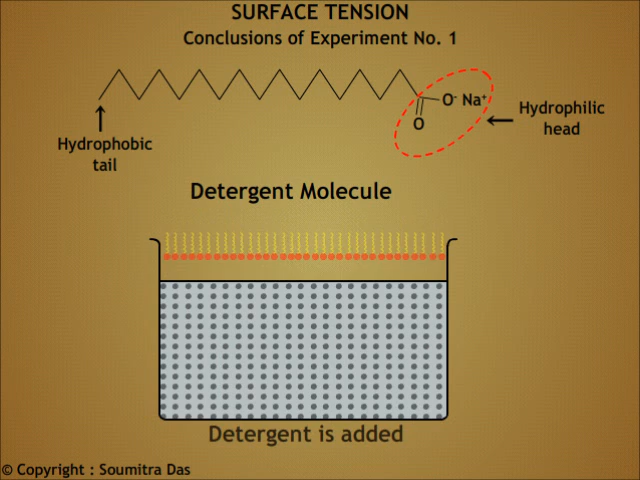 SURFACE TENSION
Conclusions of Experiment No. 1
O⁻ Na⁺
O
Hydrophobic
tail
Hydrophilic
head
Detergent Molecule
Detergent is added
© Copyright : Soumitra Das